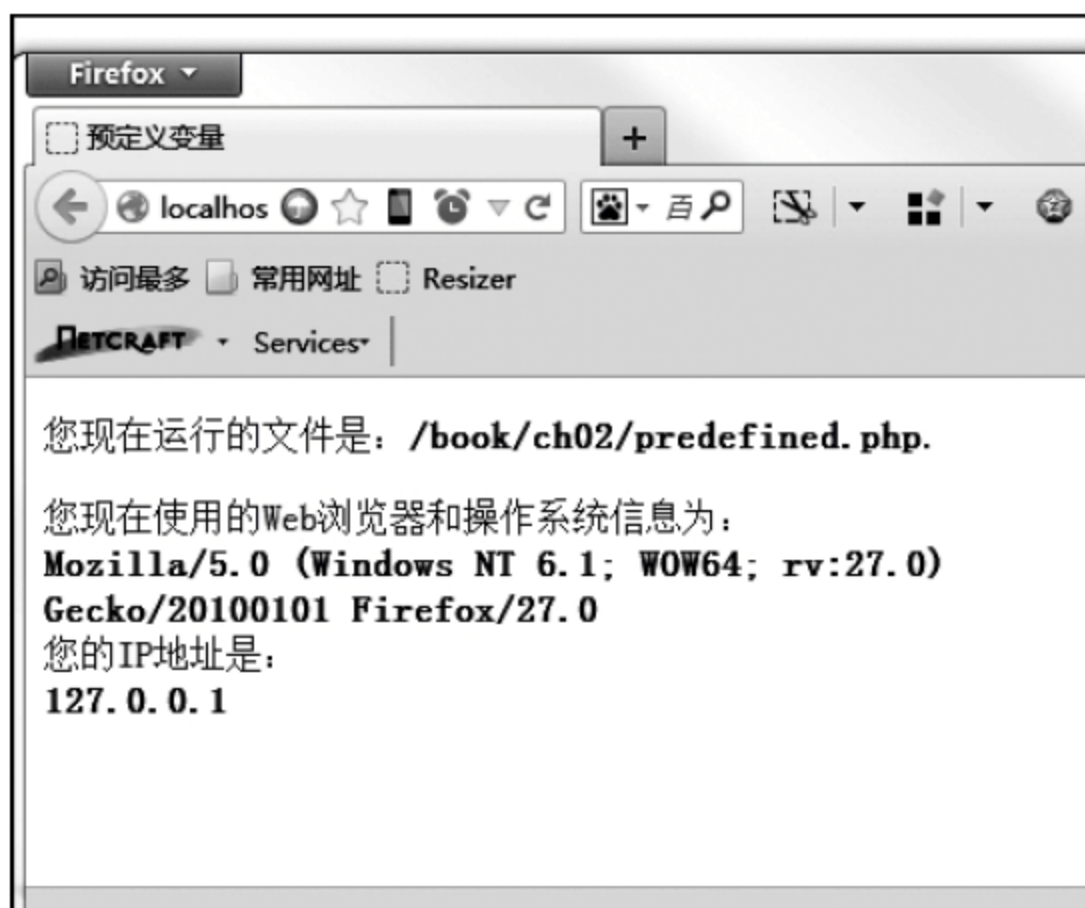 Firefox
预定义变量
localhos 百
访问最多 常用网址 Resizer
NETCRAFT Services
您现在运行的文件是：/book/ch02/predefined.php.
您现在使用的Web浏览器和操作系统信息为：
Mozilla/5.0 (Windows NT 6.1; WOW64; rv:27.0)
Gecko/20100101 Firefox/27.0
您的IP地址是：
127.0.0.1